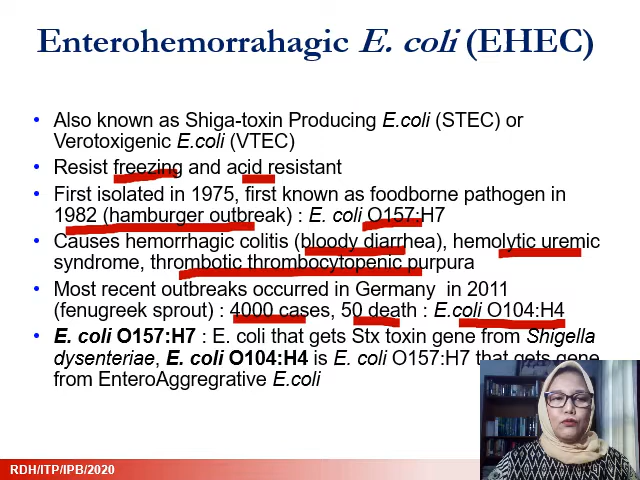 Enterohemorrahagic E. coli (EHEC)
• Also known as Shiga-toxin Producing E.coli (STEC) or
Verotoxigenic E.coli (VTEC)
• Resist freezing and acid resistant
• First isolated in 1975, first known as foodborne pathogen in
1982 (hamburger outbreak) : E. coli O157:H7
• Causes hemorrhagic colitis (bloody diarrhea), hemolytic uremic
syndrome, thrombotic thrombocytopenic purpura
• Most recent outbreaks occurred in Germany in 2011
(fenugreek sprout) : 4000 cases, 50 death : E.coli O104:H4
• E. coli O157:H7 : E. coli that gets Stx toxin gene from Shigella
dysenteriae, E. coli O104:H4 is E. coli O157:H7 that gets gene
from EnteroAggregrative E.coli
RDH/ITP/IPB/2020